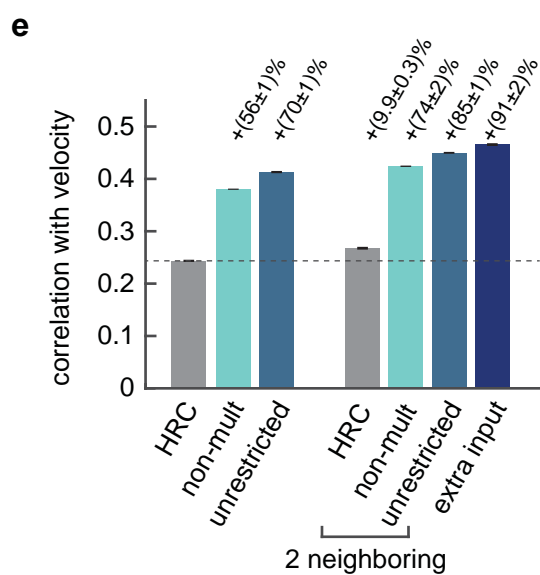 e
+(56±1)%
+(70±1)%
+(9.9±0.3)%
+(74±2)%
+(85±1)%
+(91±2)%
correlation with velocity
0.5
0.4
0.3
0.2
0.1
0
HRC
non-mult
unrestricted
HRC
non-mult
unrestricted
extra input
2 neighboring